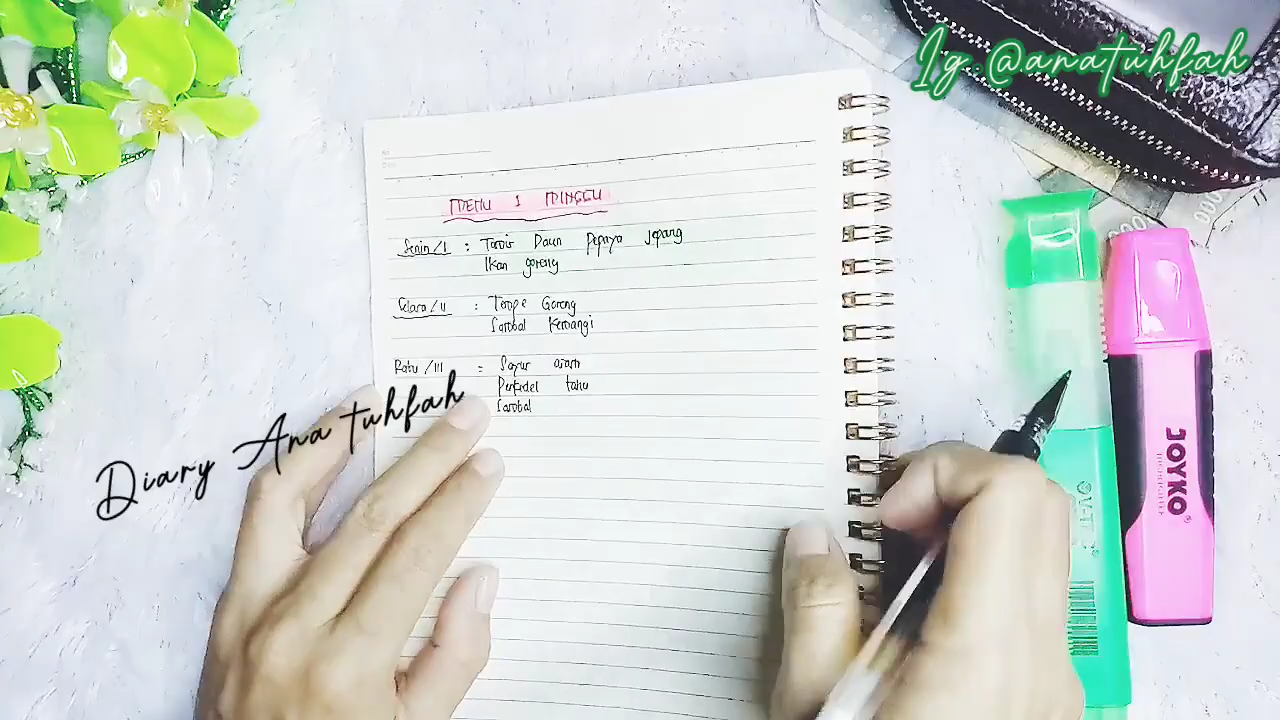 Ig.@anatuhfah
MENU 1 MINGGU
Senin/I : Tumis Daun Pepaya Jepang
Ikan goreng
Selasa/II : Tempe Goreng
Sambal Kemangi
Rabu/III : Sayur asam
Perkedel tahu
Sambal
Diary Ana tuhfah
JOYKO